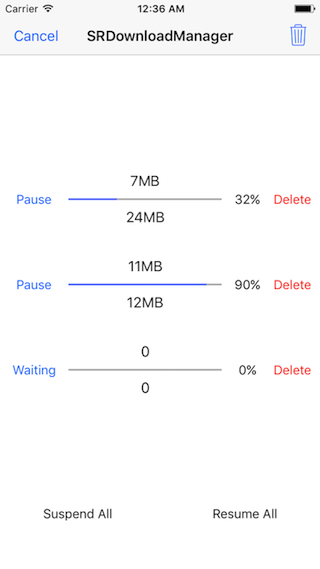 Carrier 12:36 AM
Cancel SRDownloadManager
7MB
Pause 32% Delete
24MB
11MB
Pause 90% Delete
12MB
0
Waiting 0% Delete
0
Suspend All Resume All